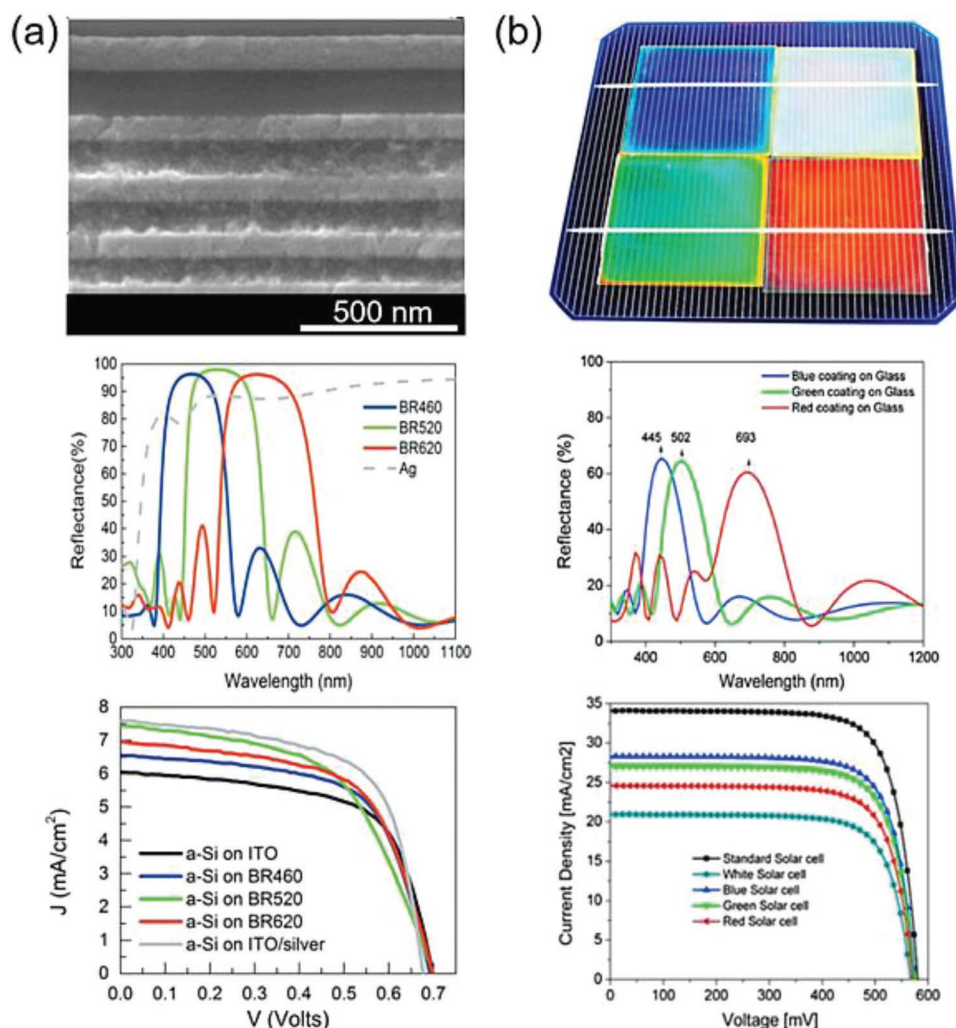 (a)
500 nm
(b)
100
90
80
70
60
50
40
30
20
10
0
Reflectance(%)
BR460
BR520
BR620
Ag
300 400 500 600 700 800 900 1000 1100
Wavelength (nm)
100
80
60
40
20
0
Reflectance (%)
Blue coating on Glass
Green coating on Glass
Red coating on Glass
445 502 693
400 600 800 1000 1200
Wavelength (nm)
8
7
6
5
4
3
2
1
0
J (mA/cm²)
a-Si on ITO
a-Si on BR460
a-Si on BR520
a-Si on BR620
a-Si on ITO/silver
0.0 0.1 0.2 0.3 0.4 0.5 0.6 0.7
V (Volts)
35
30
25
20
15
10
5
0
Current Density [mA/cm2]
Standard Solar cell
White Solar cell
Blue Solar cell
Green Solar cell
Red Solar cell
0 100 200 300 400 500 600
Voltage [mV]